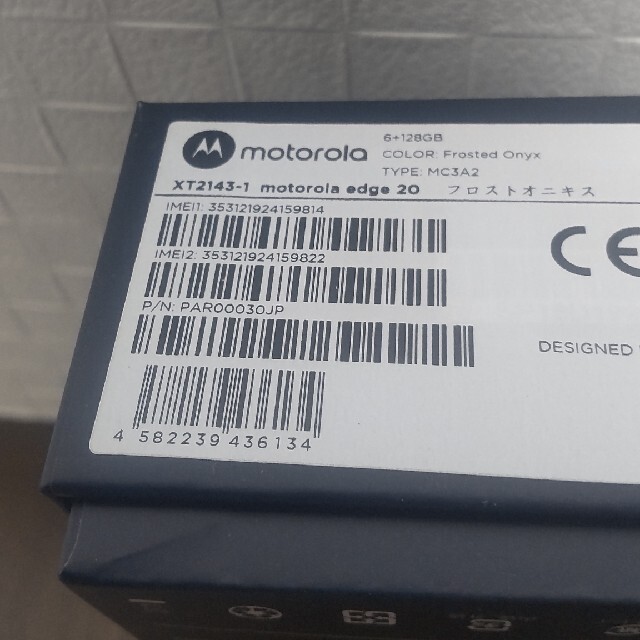 6+128GB
motorola
COLOR: Frosted Onyx
TYPE: MC3A2
XT2143-1 motorola edge 20 フロストオニキス
IMEI1: 353121924159814
IMEI2: 353121924159822
P/N: PAR00030JP
CE
DESIGNED
4 582239 436134